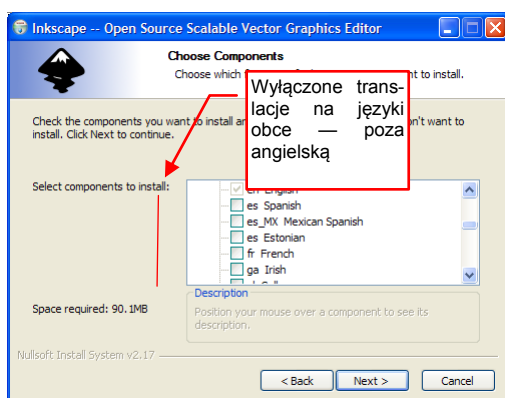 Inkscape -- Open Source Scalable Vector Graphics Editor
Choose Components
Choose which nt to install.
Wyłączone trans-
lacje na języki
obce — poza
angielską
Check the components you want to install an n't want to
install. Click Next to continue.
Select components to install:
en English
es Spanish
es_MX Mexican Spanish
es Estonian
fr French
ga Irish
Description
Position your mouse over a component to see its
description.
Space required: 90.1MB
Nullsoft Install System v2.17
< Back
Next >
Cancel